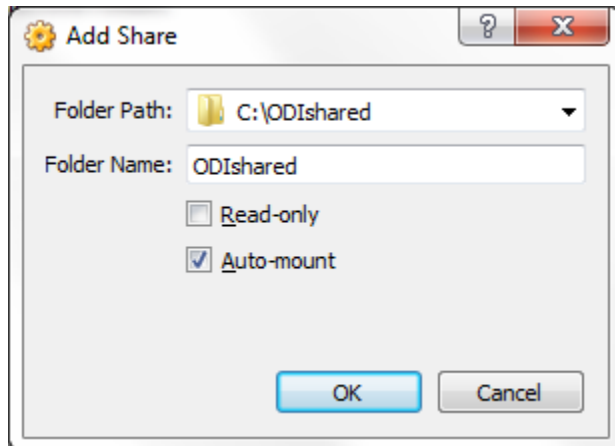 Add Share
?
X
Folder Path: C:\ODIshared
Folder Name: ODIshared
Read-only
Auto-mount
OK Cancel